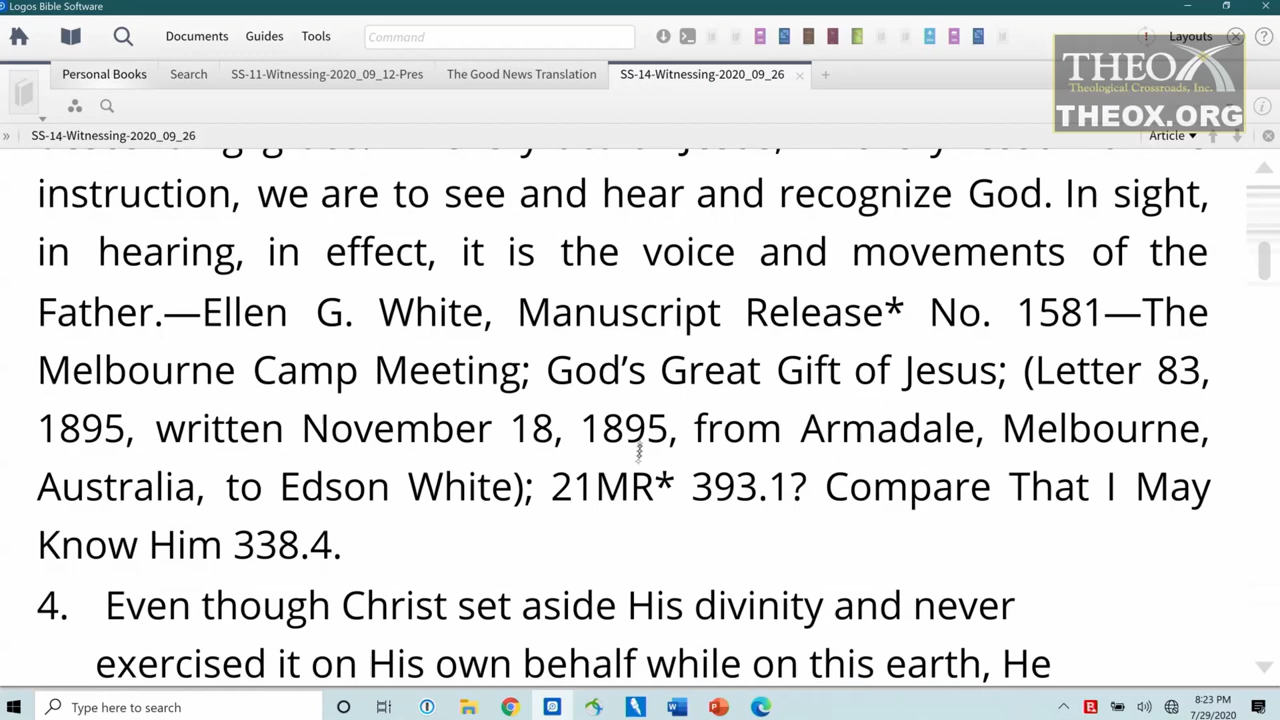 Logos Bible Software
Documents Guides Tools Command Layouts
THEOX
Theological Crossroads, Inc.
THEOX.ORG
Personal Books Search SS-11-Witnessing-2020_09_12-Pres The Good News Translation SS-14-Witnessing-2020_09_26
SS-14-Witnessing-2020_09_26 Article
instruction, we are to see and hear and recognize God. In sight,
in hearing, in effect, it is the voice and movements of the
Father.—Ellen G. White, Manuscript Release* No. 1581—The
Melbourne Camp Meeting; God’s Great Gift of Jesus; (Letter 83,
1895, written November 18, 1895, from Armadale, Melbourne,
Australia, to Edson White); 21MR* 393.1? Compare That I May
Know Him 338.4.
4. Even though Christ set aside His divinity and never
exercised it on His own behalf while on this earth, He
Type here to search
8:23 PM
7/29/2020